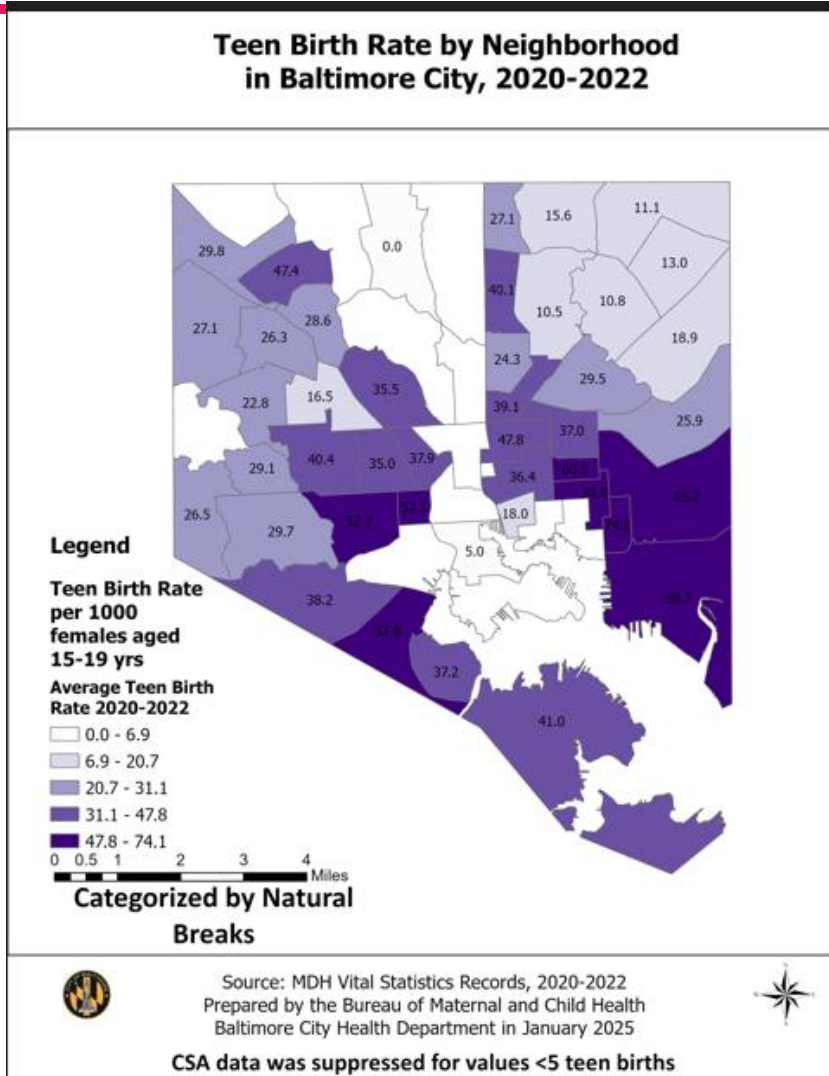 Teen Birth Rate by Neighborhood
in Baltimore City, 2020-2022
27.1
15.6
11.1
29.8
0.0
47.4
13.0
40.1
10.5
10.8
27.1
28.6
26.3
18.9
24.3
29.5
35.5
22.8
16.5
39.1
25.9
47.8
37.0
40.4
35.0
37.9
29.1
36.4
26.5
18.0
29.7
5.0
38.2
37.2
41.0
Legend
Teen Birth Rate
per 1000
females aged
15-19 yrs
Average Teen Birth
Rate 2020-2022
0.0 - 6.9
6.9 - 20.7
20.7 - 31.1
31.1 - 47.8
47.8 - 74.1
0 0.5 1 2 3 4
Miles
Categorized by Natural
Breaks
Source: MDH Vital Statistics Records, 2020-2022
Prepared by the Bureau of Maternal and Child Health
Baltimore City Health Department in January 2025
CSA data was suppressed for values <5 teen births